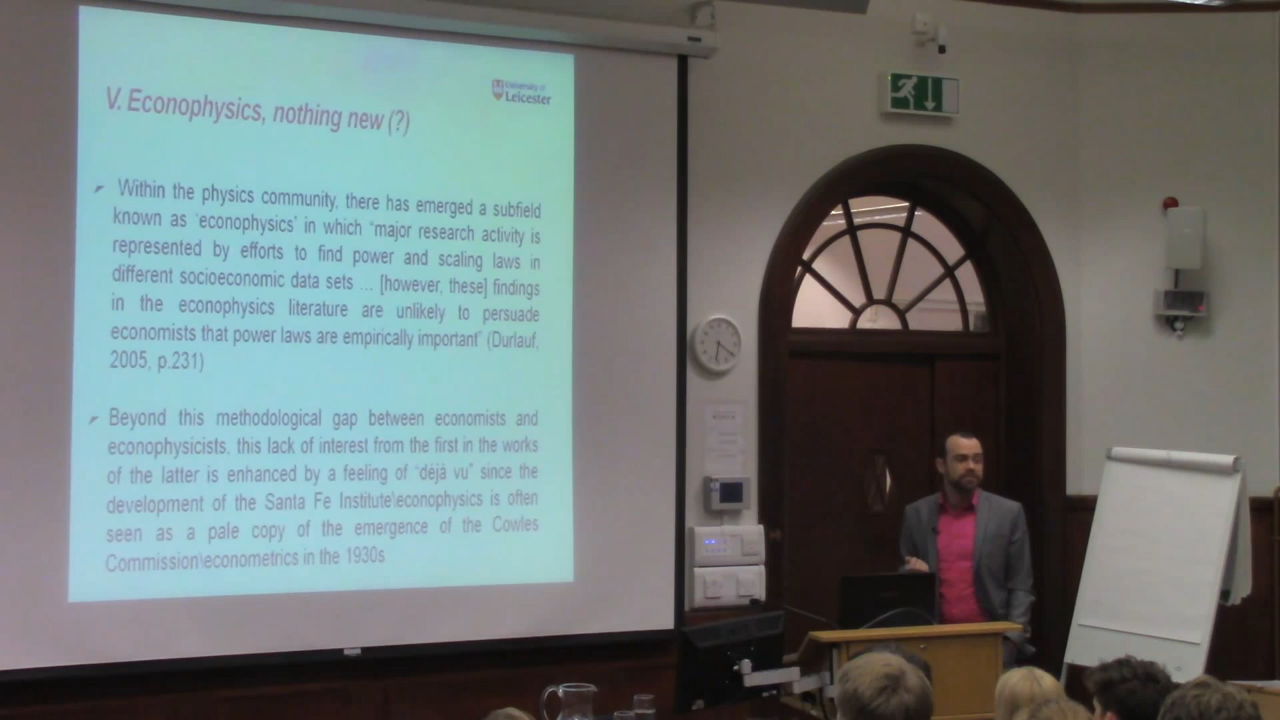 University of
Leicester
V. Econophysics, nothing new (?)
Within the physics community, there has emerged a subfield
known as 'econophysics' in which "major research activity is
represented by efforts to find power and scaling laws in
different socioeconomic data sets ... [however, these] findings
in the econophysics literature are unlikely to persuade
economists that power laws are empirically important" (Durlauf,
2005, p.231)
Beyond this methodological gap between economists and
econophysicists, this lack of interest from the first in the works
of the latter is enhanced by a feeling of "déjà vu" since the
development of the Santa Fe Institute\econophysics is often
seen as a pale copy of the emergence of the Cowles
Commission\econometrics in the 1930s